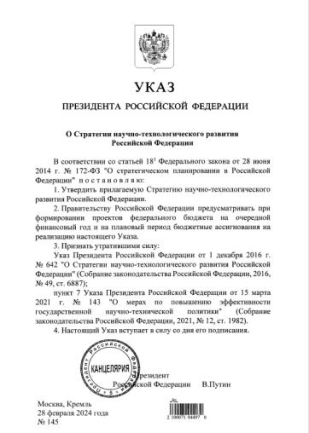 УКАЗ
ПРЕЗИДЕНТА РОССИЙСКОЙ ФЕДЕРАЦИИ
О Стратегии научно-технологического развития
Российской Федерации
В соответствии со статьей 18¹ Федерального закона от 28 июня
2014 г. № 172-ФЗ "О стратегическом планировании в Российской
Федерации" п о с т а н о в л я ю :
1. Утвердить прилагаемую Стратегию научно-технологического
развития Российской Федерации.
2. Правительству Российской Федерации предусматривать при
формировании проектов федерального бюджета на очередной
финансовый год и на плановый период бюджетные ассигнования на
реализацию настоящего Указа.
3. Признать утратившими силу:
Указ Президента Российской Федерации от 1 декабря 2016 г.
№ 642 "О Стратегии научно-технологического развития Российской
Федерации" (Собрание законодательства Российской Федерации, 2016,
№ 49, ст. 6887);
пункт 7 Указа Президента Российской Федерации от 15 марта
2021 г. № 143 "О мерах по повышению эффективности
государственной научно-технической политики" (Собрание
законодательства Российской Федерации, 2021, № 12, ст. 1982).
4. Настоящий Указ вступает в силу со дня его подписания.
КАНЦЕЛЯРИЯ
Президент
Российской Федерации В.Путин
Москва, Кремль
28 февраля 2024 года
№ 145